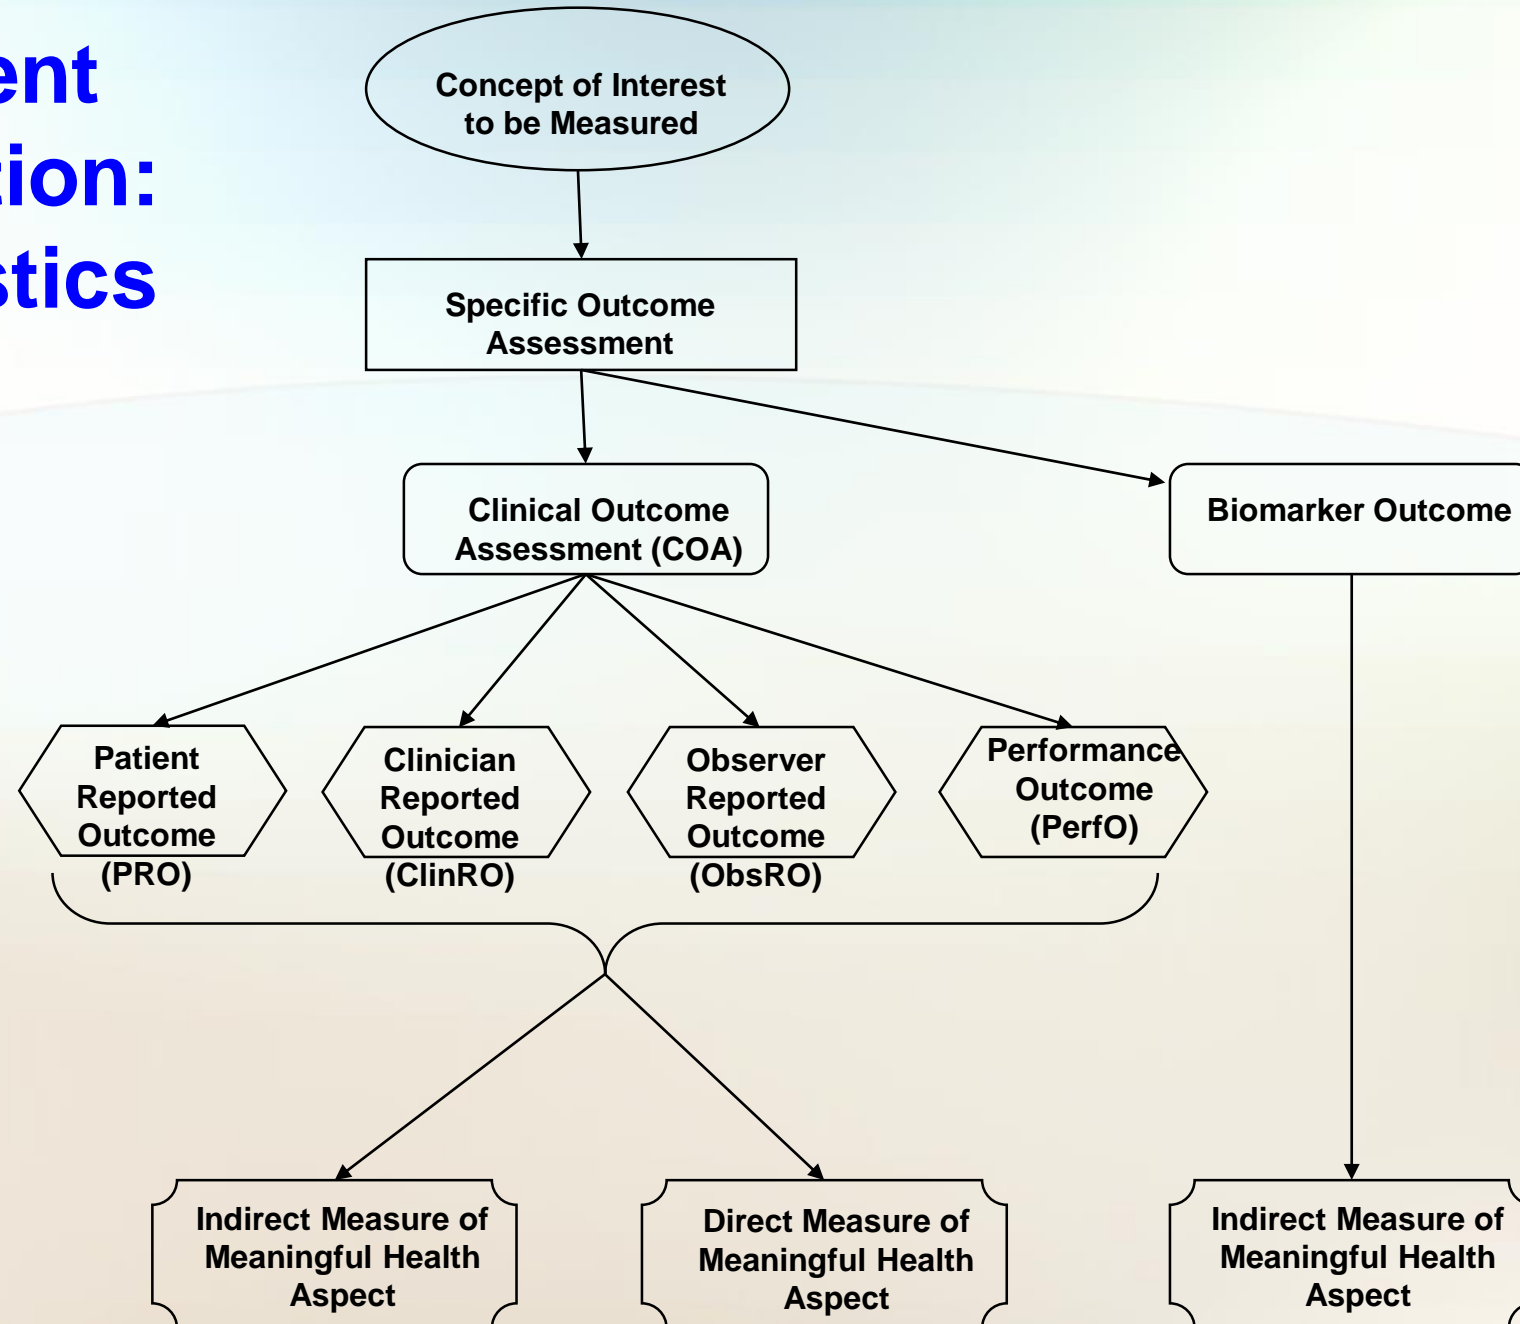 ent
tion:
stics
Concept of Interest
to be Measured
Specific Outcome
Assessment
Clinical Outcome
Assessment (COA)
Biomarker Outcome
Patient
Reported
Outcome
(PRO)
Clinician
Reported
Outcome
(ClinRO)
Observer
Reported
Outcome
(ObsRO)
Performance
Outcome
(PerfO)
Indirect Measure of
Meaningful Health
Aspect
Direct Measure of
Meaningful Health
Aspect
Indirect Measure of
Meaningful Health
Aspect